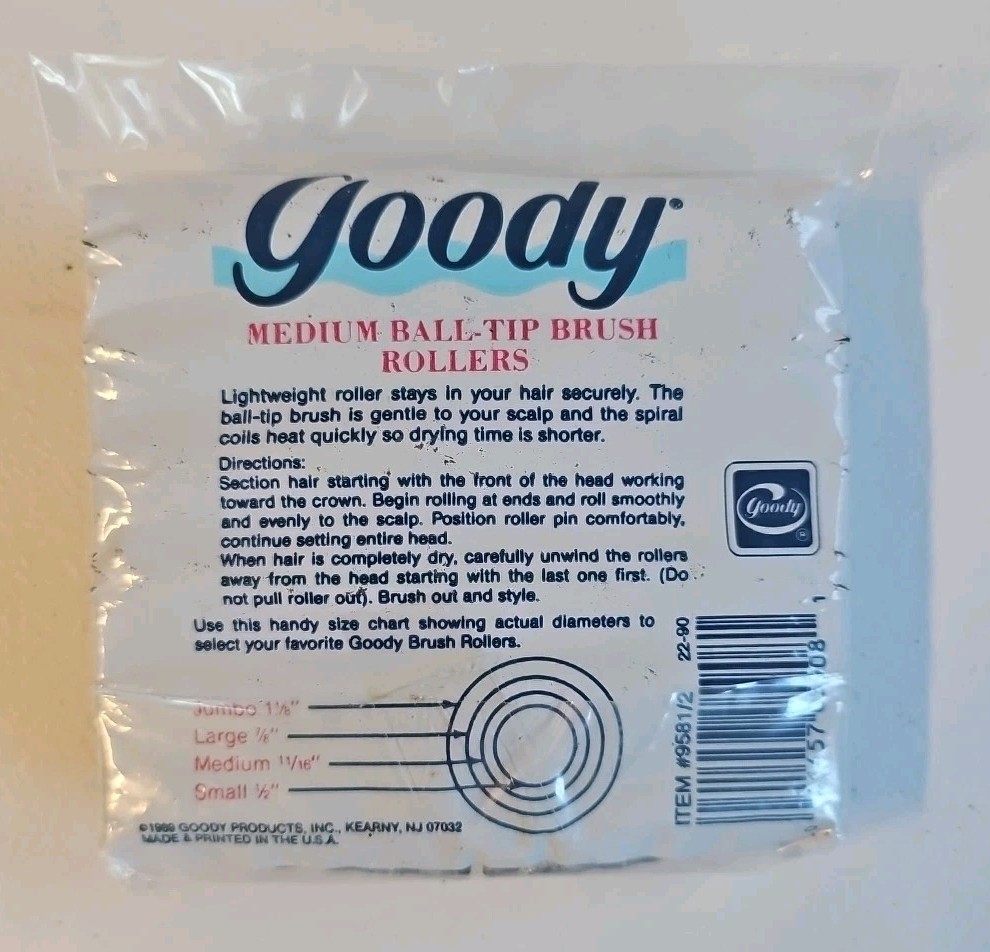 goody®
MEDIUM BALL-TIP BRUSH
ROLLERS
Lightweight roller stays in your hair securely. The
ball-tip brush is gentle to your scalp and the spiral
coils heat quickly so drying time is shorter.
Directions:
Section hair starting with the front of the head working
toward the crown. Begin rolling at ends and roll smoothly
and evenly to the scalp. Position roller pin comfortably,
continue setting entire head.
When hair is completely dry, carefully unwind the rollers
away from the head starting with the last one first. (Do
not pull roller out). Brush out and style.
Goody ®
Use this handy size chart showing actual diameters to
select your favorite Goody Brush Rollers.
Jumbo 1⅛"
Large ⅞"
Medium 11/16"
Small ½"
22-90
ITEM #9581/2
1
© GOODY PRODUCTS, INC., KEARNY, NJ 07032
MADE & PRINTED IN THE U.S.A.